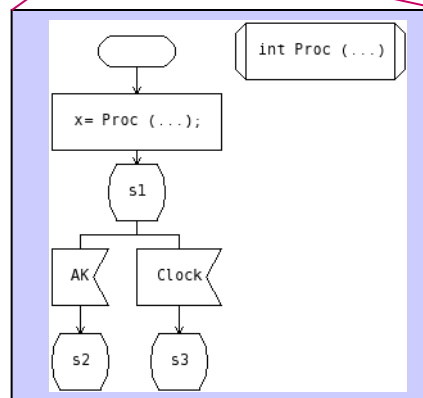 int Proc (...)
x= Proc (...);
s1
AK
Clock
s2
s3